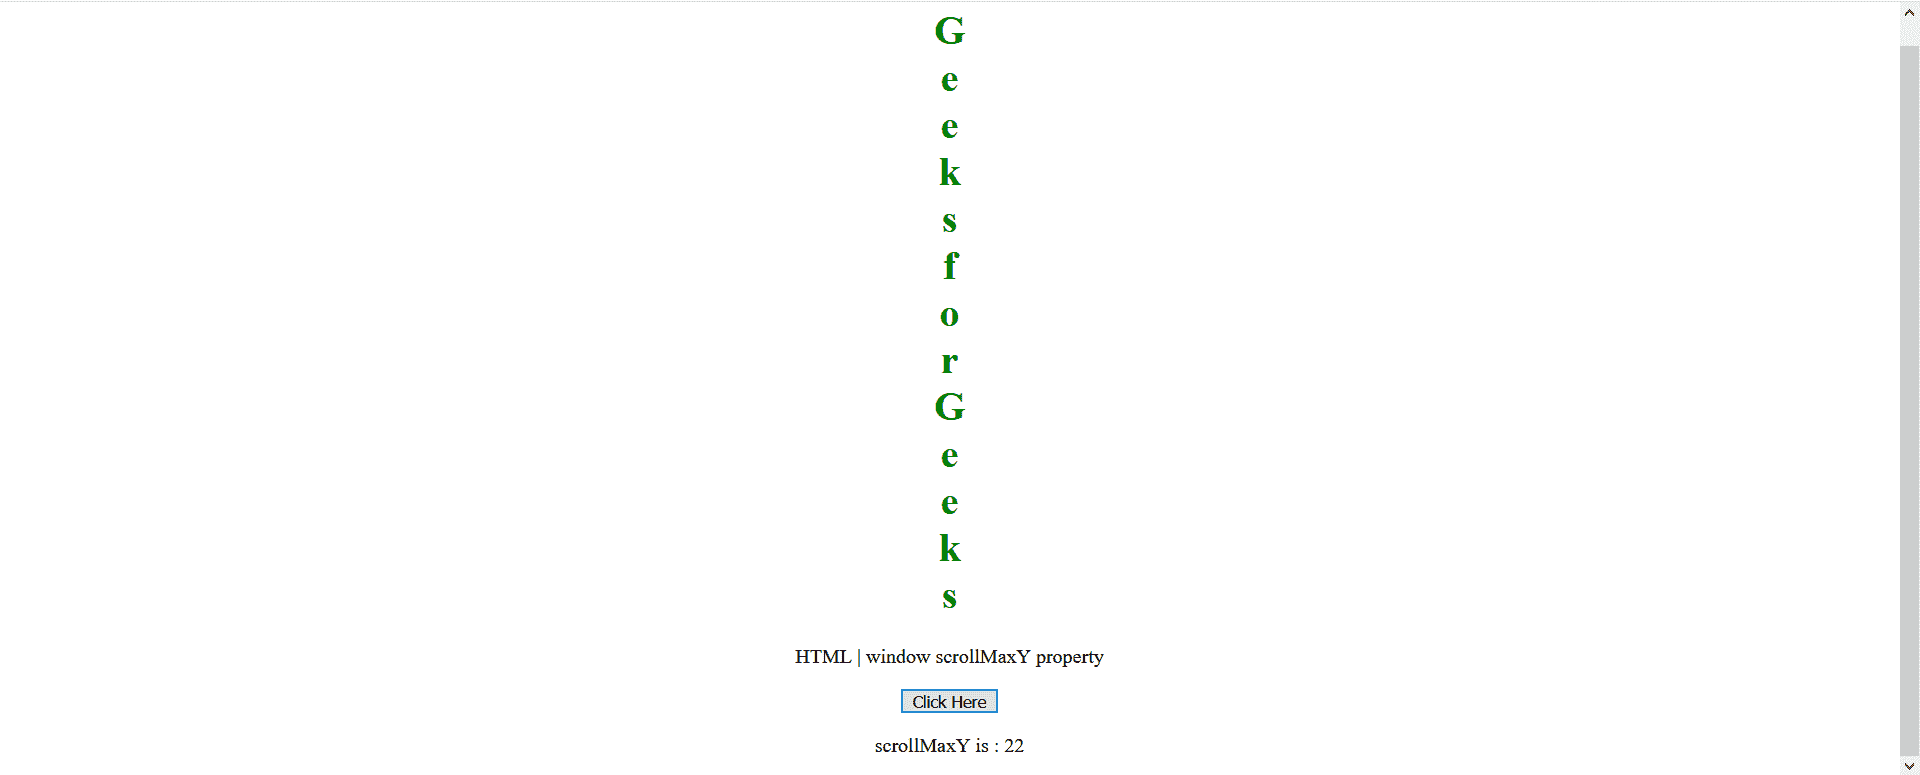 G
e
e
k
s
f
o
r
G
e
e
k
s
HTML | window scrollMaxY property
Click Here
scrollMaxY is : 22